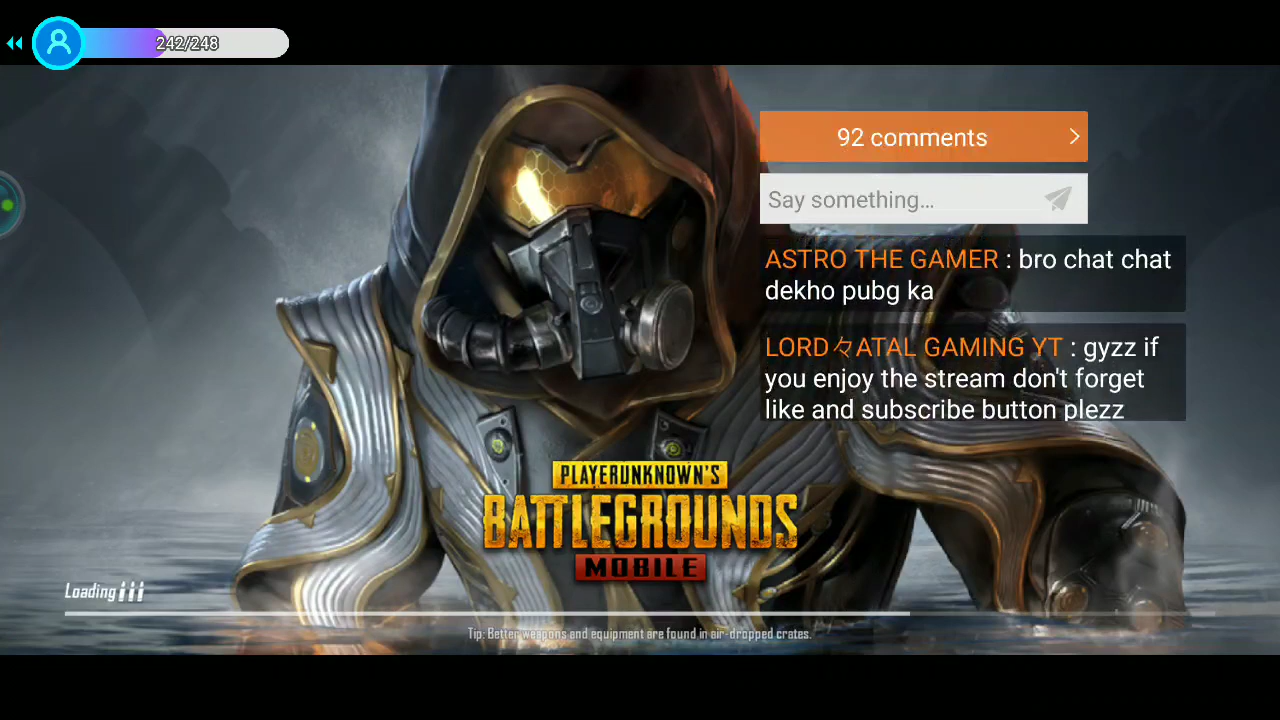 242/248
92 comments
Say something...
ASTRO THE GAMER : bro chat chat
dekho pubg ka
LORD々ATAL GAMING YT : gyzz if
you enjoy the stream don't forget
like and subscribe button plezz
PLAYERUNKNOWN'S
BATTLEGROUNDS
MOBILE
Loading
Tip: Better weapons and equipment are found in air-dropped crates.